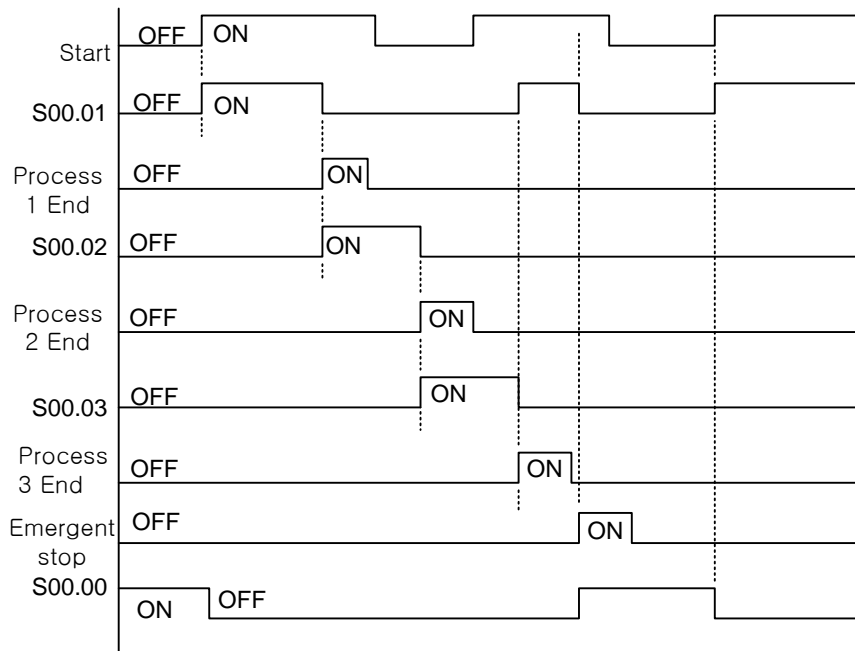 OFF ON
Start
OFF ON
S00.01
Process OFF ON
1 End
S00.02 OFF ON
Process OFF ON
2 End
S00.03 OFF ON
Process OFF ON
3 End
Emergent OFF ON
stop
S00.00
ON OFF